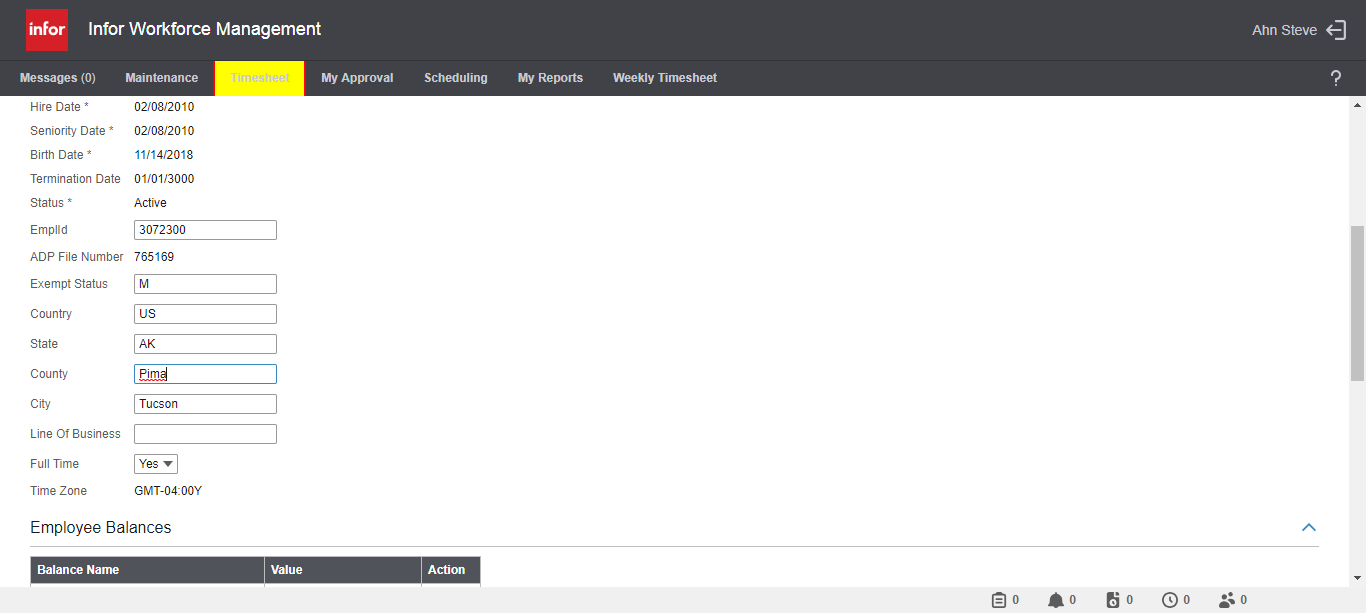 infor Infor Workforce Management Ahn Steve
Messages (0) Maintenance Timesheet My Approval Scheduling My Reports Weekly Timesheet ?
Hire Date * 02/08/2010
Seniority Date * 02/08/2010
Birth Date * 11/14/2018
Termination Date 01/01/3000
Status * Active
EmplId 3072300
ADP File Number 765169
Exempt Status M
Country US
State AK
County Pima
City Tucson
Line Of Business
Full Time Yes
Time Zone GMT-04:00Y
Employee Balances
Balance Name Value Action
0 0 0 0 0